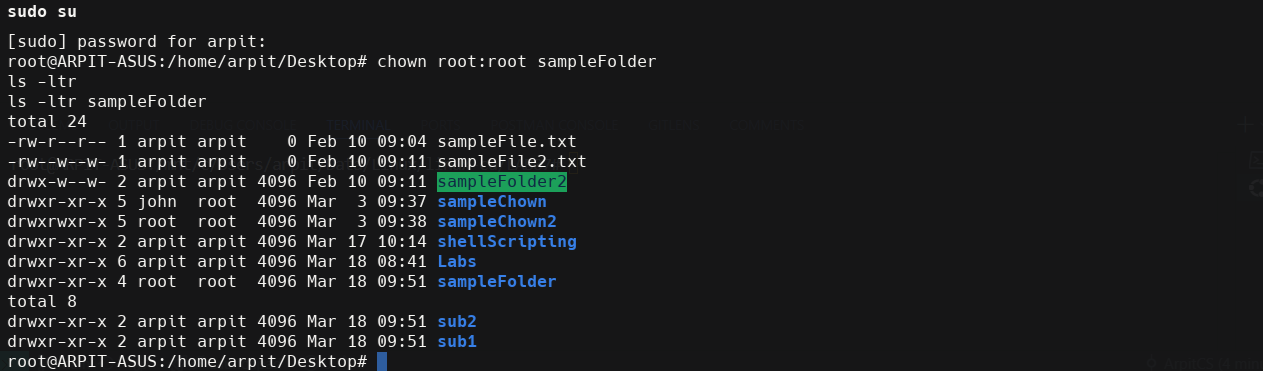 sudo su
[sudo] password for arpit:
root@ARPIT-ASUS:/home/arpit/Desktop# chown root:root sampleFolder
ls -ltr
ls -ltr sampleFolder
total 24
-rw-r--r-- 1 arpit arpit    0 Feb 10 09:04 sampleFile.txt
-rw--w--w- 1 arpit arpit    0 Feb 10 09:11 sampleFile2.txt
drwx-w--w- 2 arpit arpit 4096 Feb 10 09:11 sampleFolder2
drwxr-xr-x 5 john  root  4096 Mar  3 09:37 sampleChown
drwxrwxr-x 5 root  root  4096 Mar  3 09:38 sampleChown2
drwxr-xr-x 2 arpit arpit 4096 Mar 17 10:14 shellScripting
drwxr-xr-x 6 arpit arpit 4096 Mar 18 08:41 Labs
drwxr-xr-x 4 root  root  4096 Mar 18 09:51 sampleFolder
total 8
drwxr-xr-x 2 arpit arpit 4096 Mar 18 09:51 sub2
drwxr-xr-x 2 arpit arpit 4096 Mar 18 09:51 sub1
root@ARPIT-ASUS:/home/arpit/Desktop#